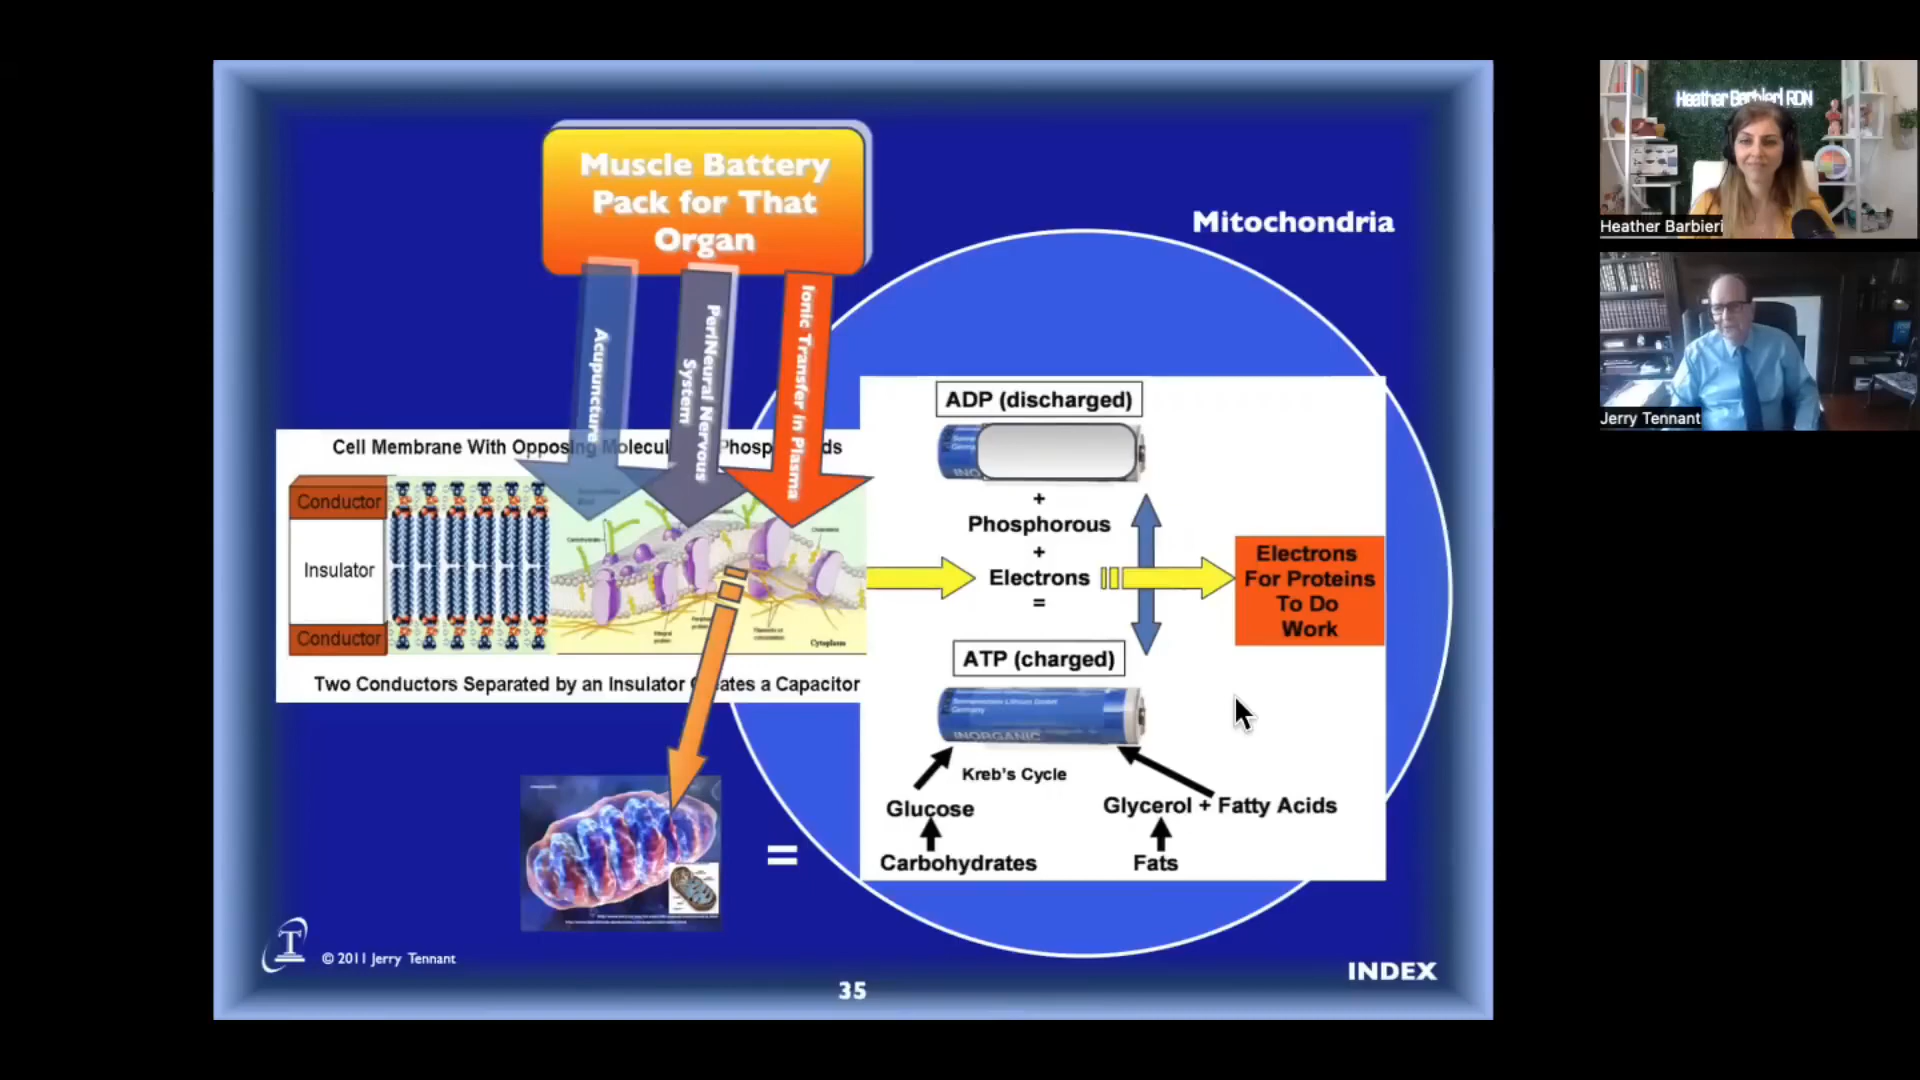 Muscle Battery
Pack for That
Organ
Acupuncture
PeriNeural Nervous
System
Ionic Transfer in Plasma
Mitochondria
Cell Membrane With Opposing
Conductor
Insulator
Conductor
Cytoplasm
Two Conductors Separated by an Insulator
a Capacitor
ADP (discharged)
+
Phosphorous
+
Electrons
=
ATP (charged)
INORGANIC
Kreb's Cycle
Glucose
Glycerol + Fatty Acids
Carbohydrates
Fats
Electrons
For Proteins
To Do
Work
=
T
© 2011 Jerry Tennant
35
INDEX
Heather Barbieri RDN
Heather Barbieri
Jerry Tennant